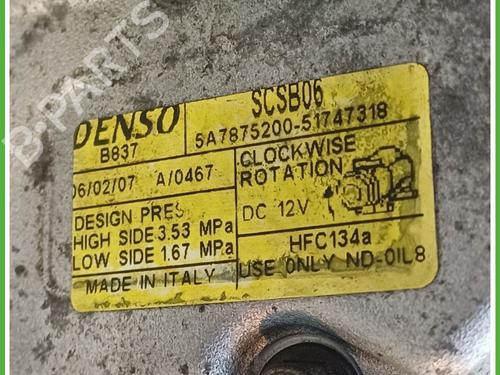 DENSO
B837
SCSB06
5A7875200-51747318
06/02/07 A/0467
CLOCKWISE
ROTATION
DC 12V
DESIGN PRES
HIGH SIDE 3.53 MPa
LOW SIDE 1.67 MPa
HFC134a
MADE IN ITALY
USE ONLY ND-OIL8
B-PARTS